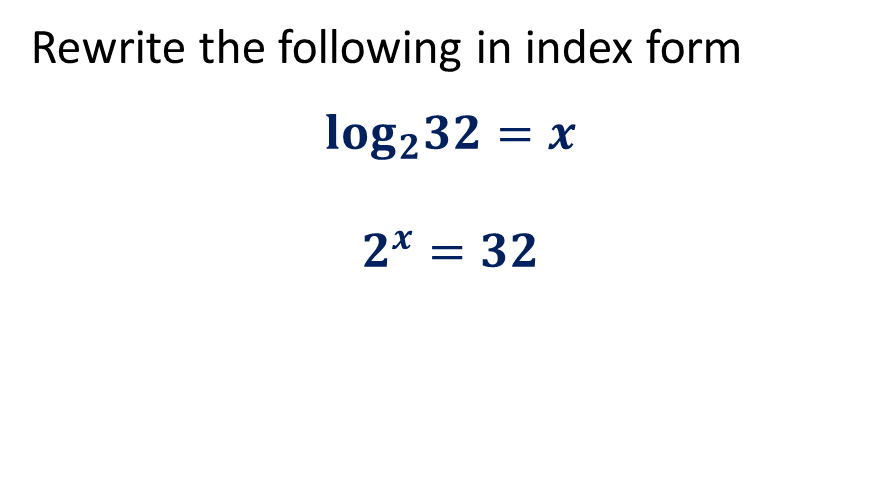 Rewrite the following in index form
log₂32 = x
2ˣ = 32